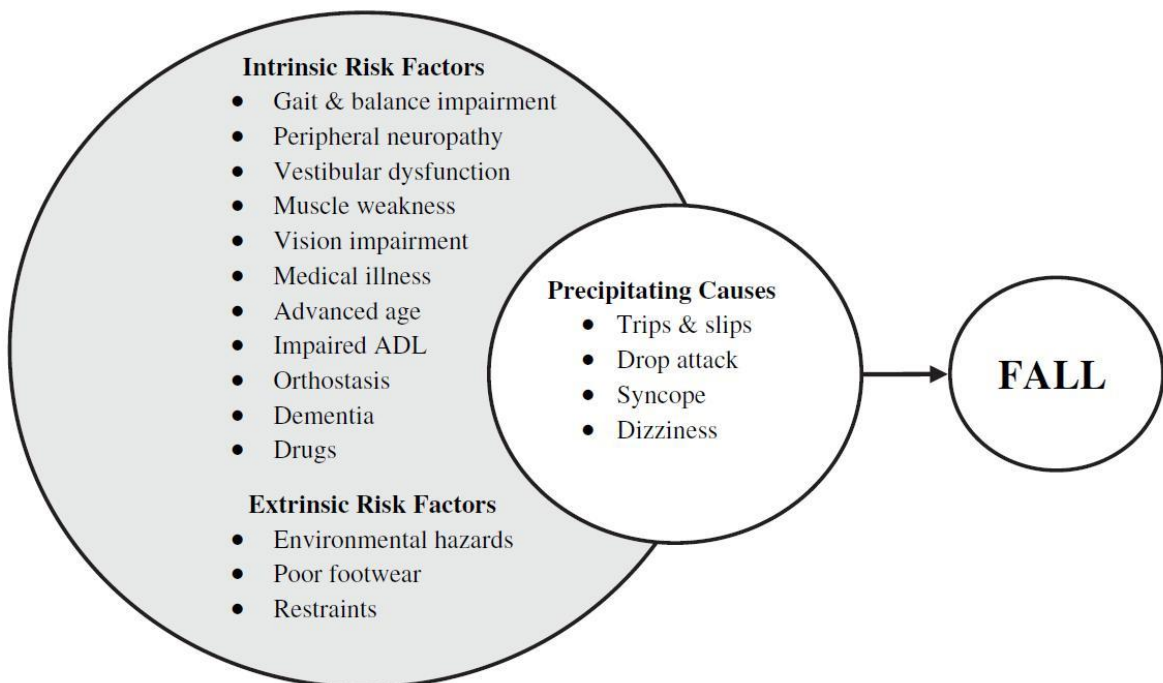 Intrinsic Risk Factors
● Gait & balance impairment
● Peripheral neuropathy
● Vestibular dysfunction
● Muscle weakness
● Vision impairment
● Medical illness
● Advanced age
● Impaired ADL
● Orthostasis
● Dementia
● Drugs
Extrinsic Risk Factors
● Environmental hazards
● Poor footwear
● Restraints
Precipitating Causes
● Trips & slips
● Drop attack
● Syncope
● Dizziness
FALL